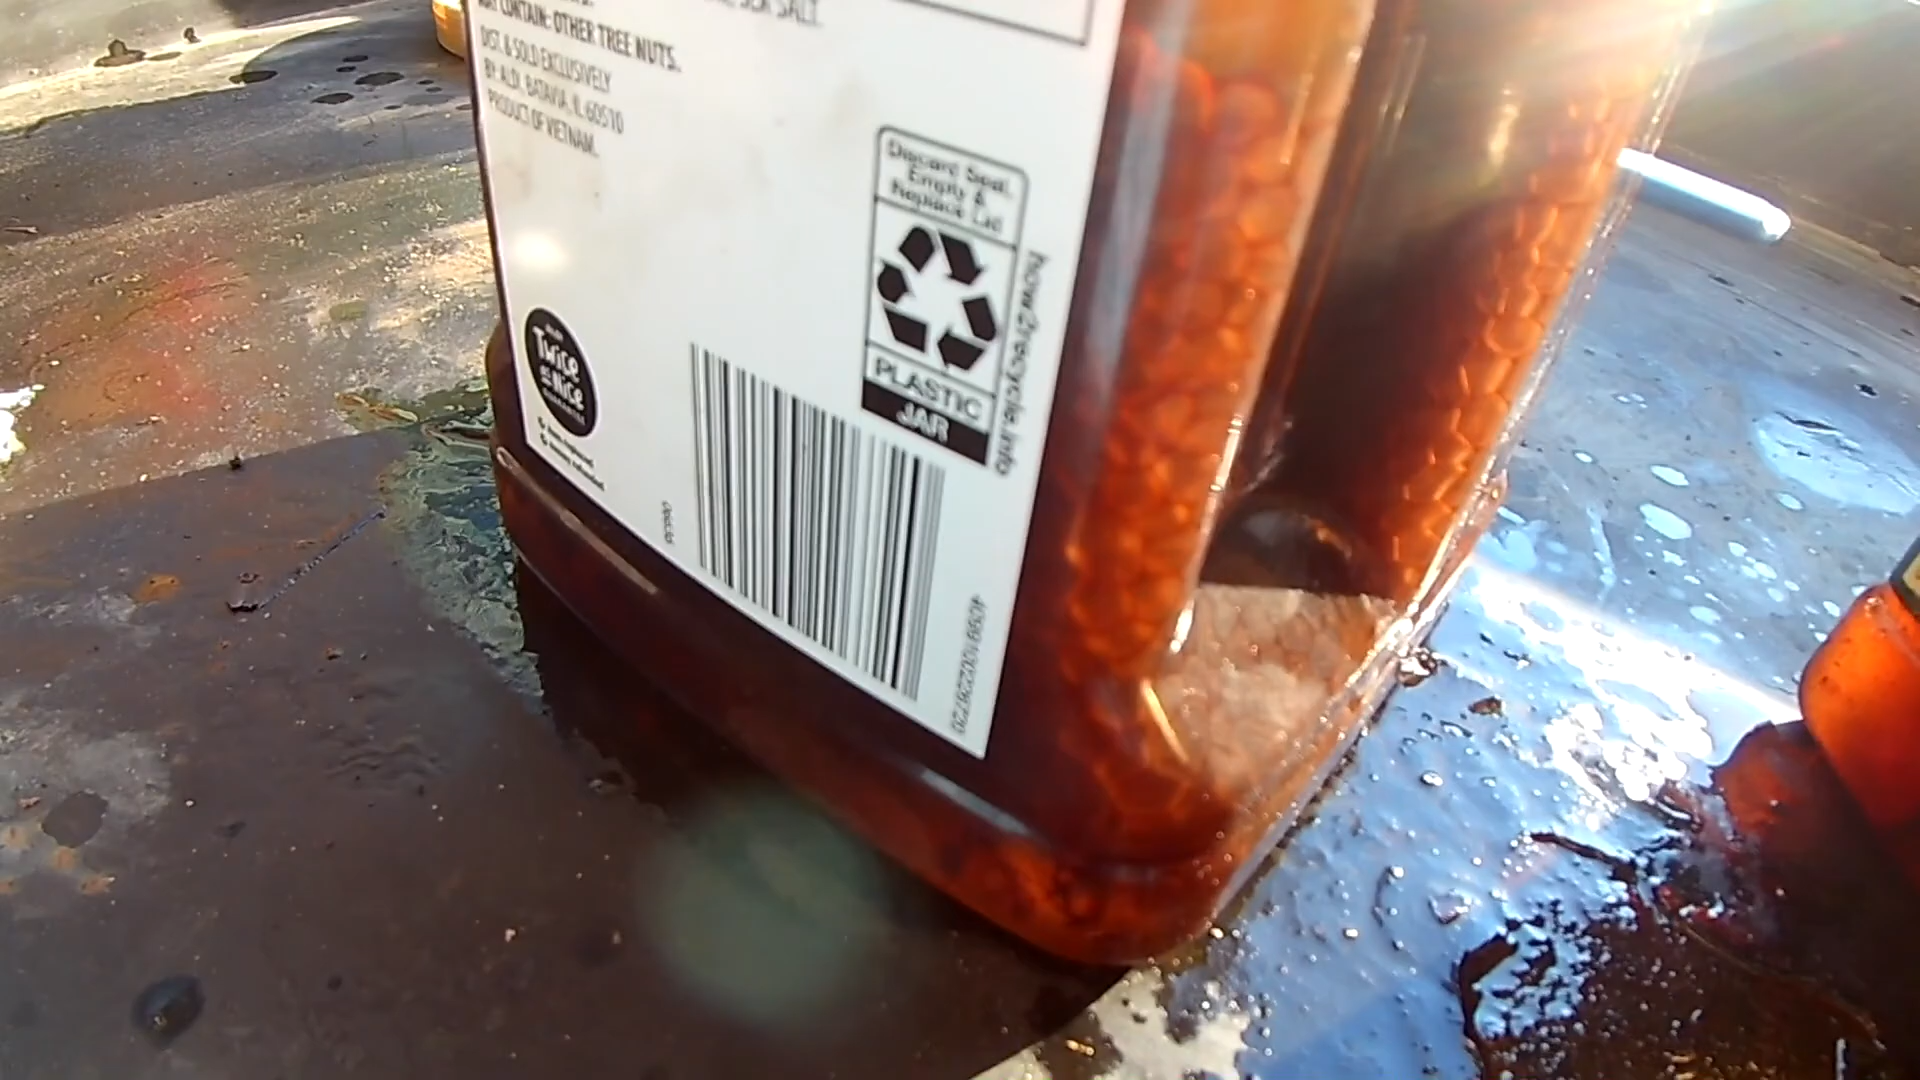 SEA SALT.
CONTAIN: OTHER TREE NUTS.
DIST. & SOLD EXCLUSIVELY
BY ALDI, BATAVIA, IL 60510
PRODUCT OF VIETNAM.
Discard Seal,
Empty &
Replace Lid
PLASTIC
JAR
how2recycle.info
Twice
as Nice
GUARANTEE